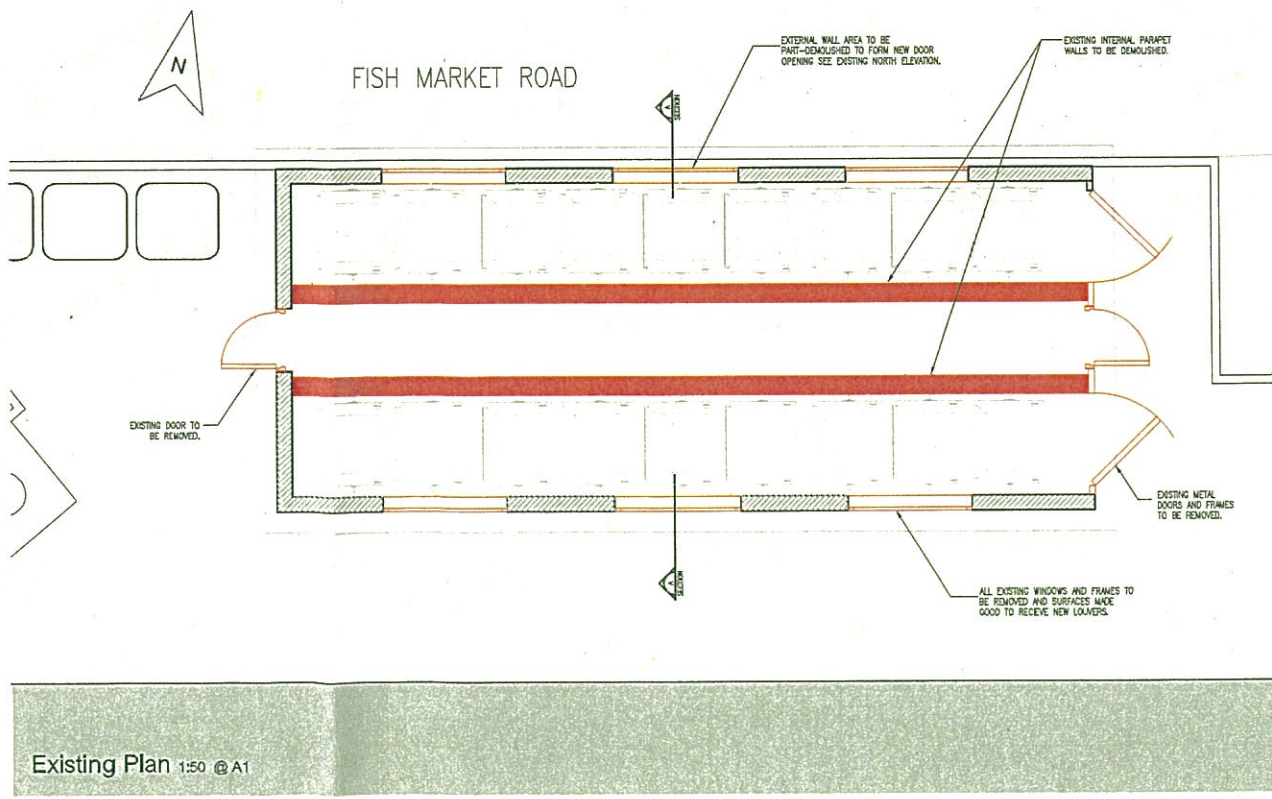 N
FISH MARKET ROAD
EXTERNAL WALL AREA TO BE
PART-DEMOLISHED TO FORM NEW DOOR
OPENING SEE EXISTING NORTH ELEVATION.
EXISTING INTERNAL PARAPET
WALLS TO BE DEMOLISHED.
A
SECTION
EXISTING DOOR TO
BE REMOVED.
EXISTING METAL
DOORS AND FRAMES
TO BE REMOVED.
A
SECTION
ALL EXISTING WINDOWS AND FRAMES TO
BE REMOVED AND SURFACES MADE
GOOD TO RECEVE NEW LOUVERS.
Existing Plan 1:50 @ A1